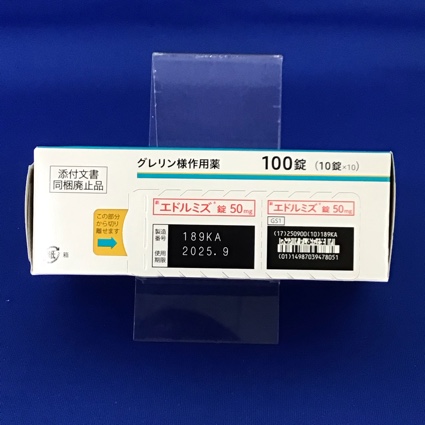 グレリン様作用薬
100錠 (10錠×10)
添付文書
同梱廃止品
この部分
から切り
離せます
*エドルミズ®錠 50mg
製造
番号
189KA
使用
期限
2025.9
*エドルミズ®錠 50mg
GS1
(17)250900(10)189KA
(01)14987039478051
紙 箱